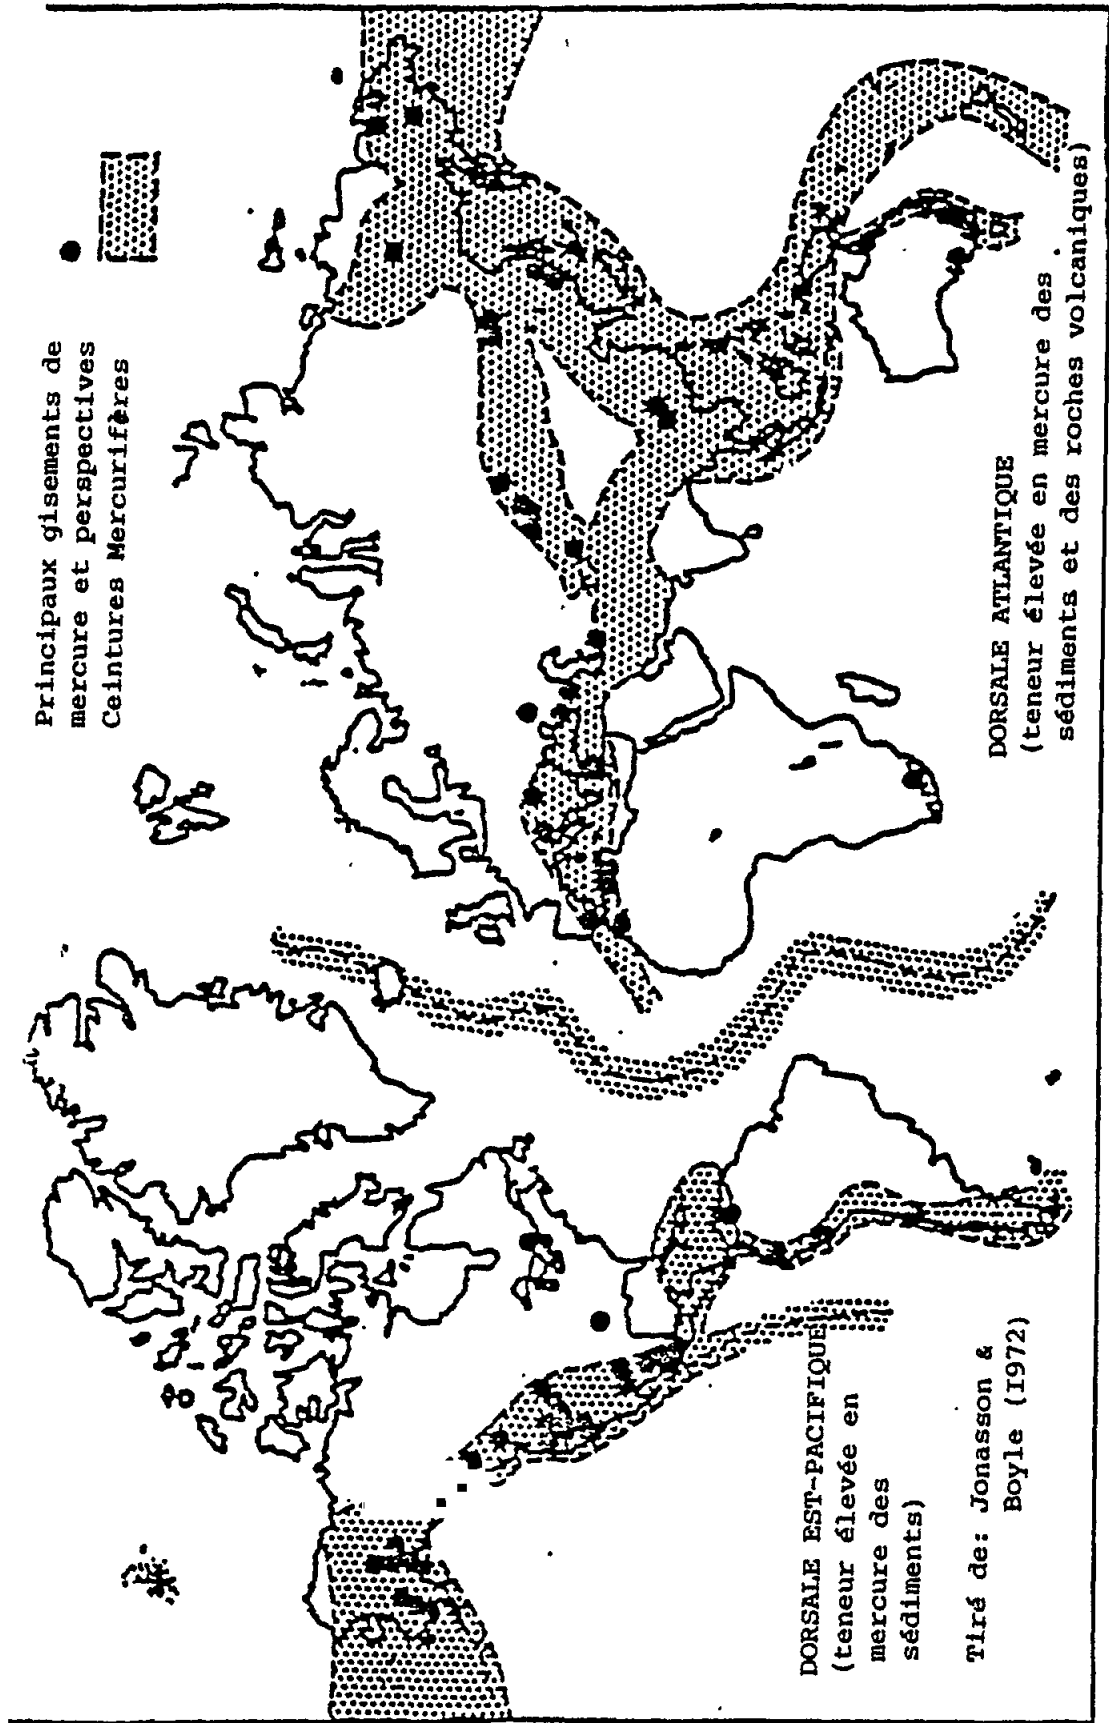 Principaux gisements de
mercure et perspectives
Ceintures Mercurifères
DORSALE ATLANTIQUE
(teneur élevée en mercure des
sédiments et des roches volcaniques)
DORSALE EST-PACIFIQUE
(teneur élevée en
mercure des
sédiments)
Tiré de: Jonasson &
Boyle (I972)